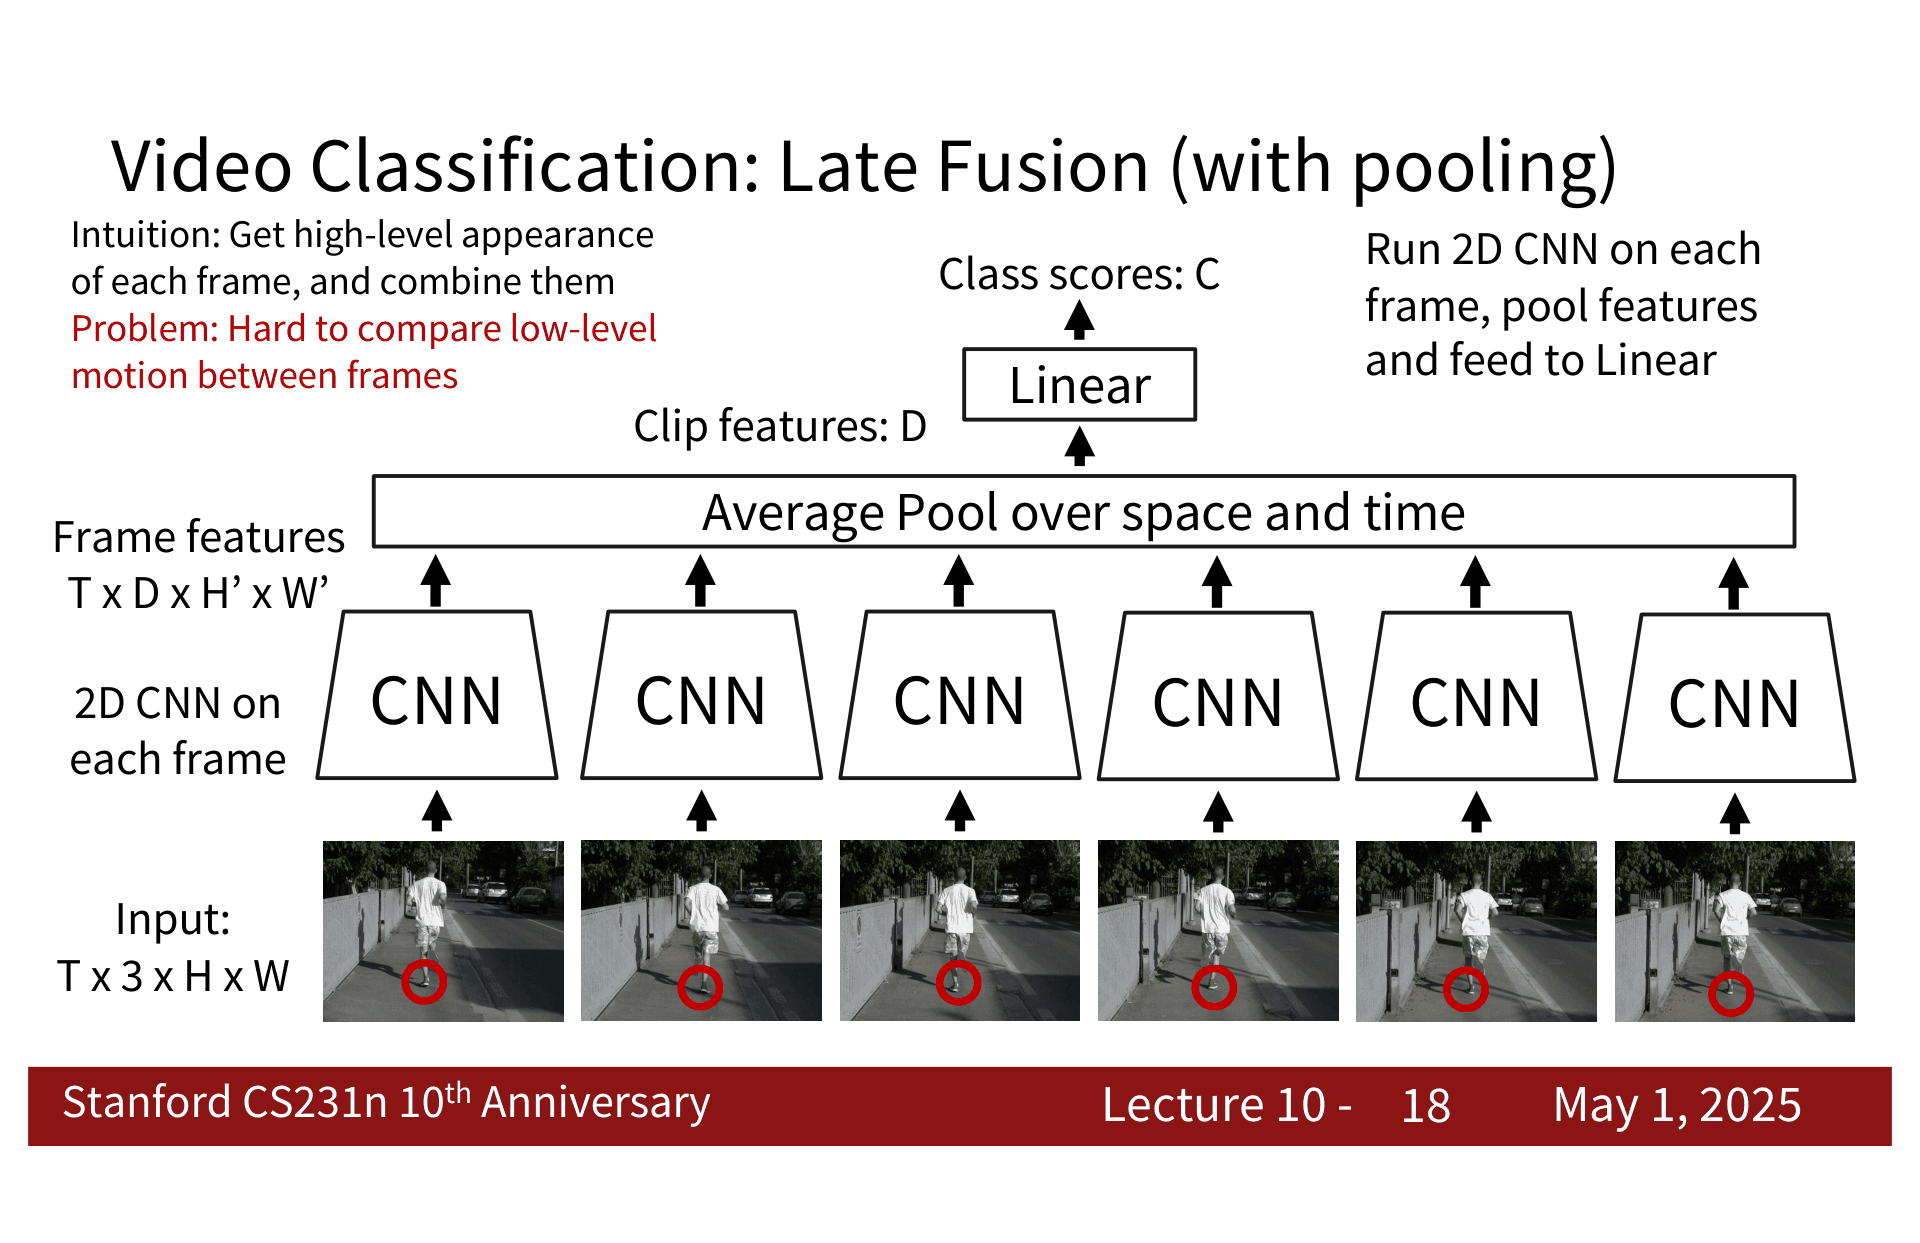 Video Classification: Late Fusion (with pooling)
Intuition: Get high-level appearance
of each frame, and combine them
Problem: Hard to compare low-level
motion between frames
Run 2D CNN on each
frame, pool features
and feed to Linear
Class scores: C
Linear
Clip features: D
Average Pool over space and time
Frame features
T x D x H’ x W’
CNN CNN CNN CNN CNN CNN
2D CNN on
each frame
Input:
T x 3 x H x W
Stanford CS231n 10th Anniversary
Lecture 10 - 18
May 1, 2025